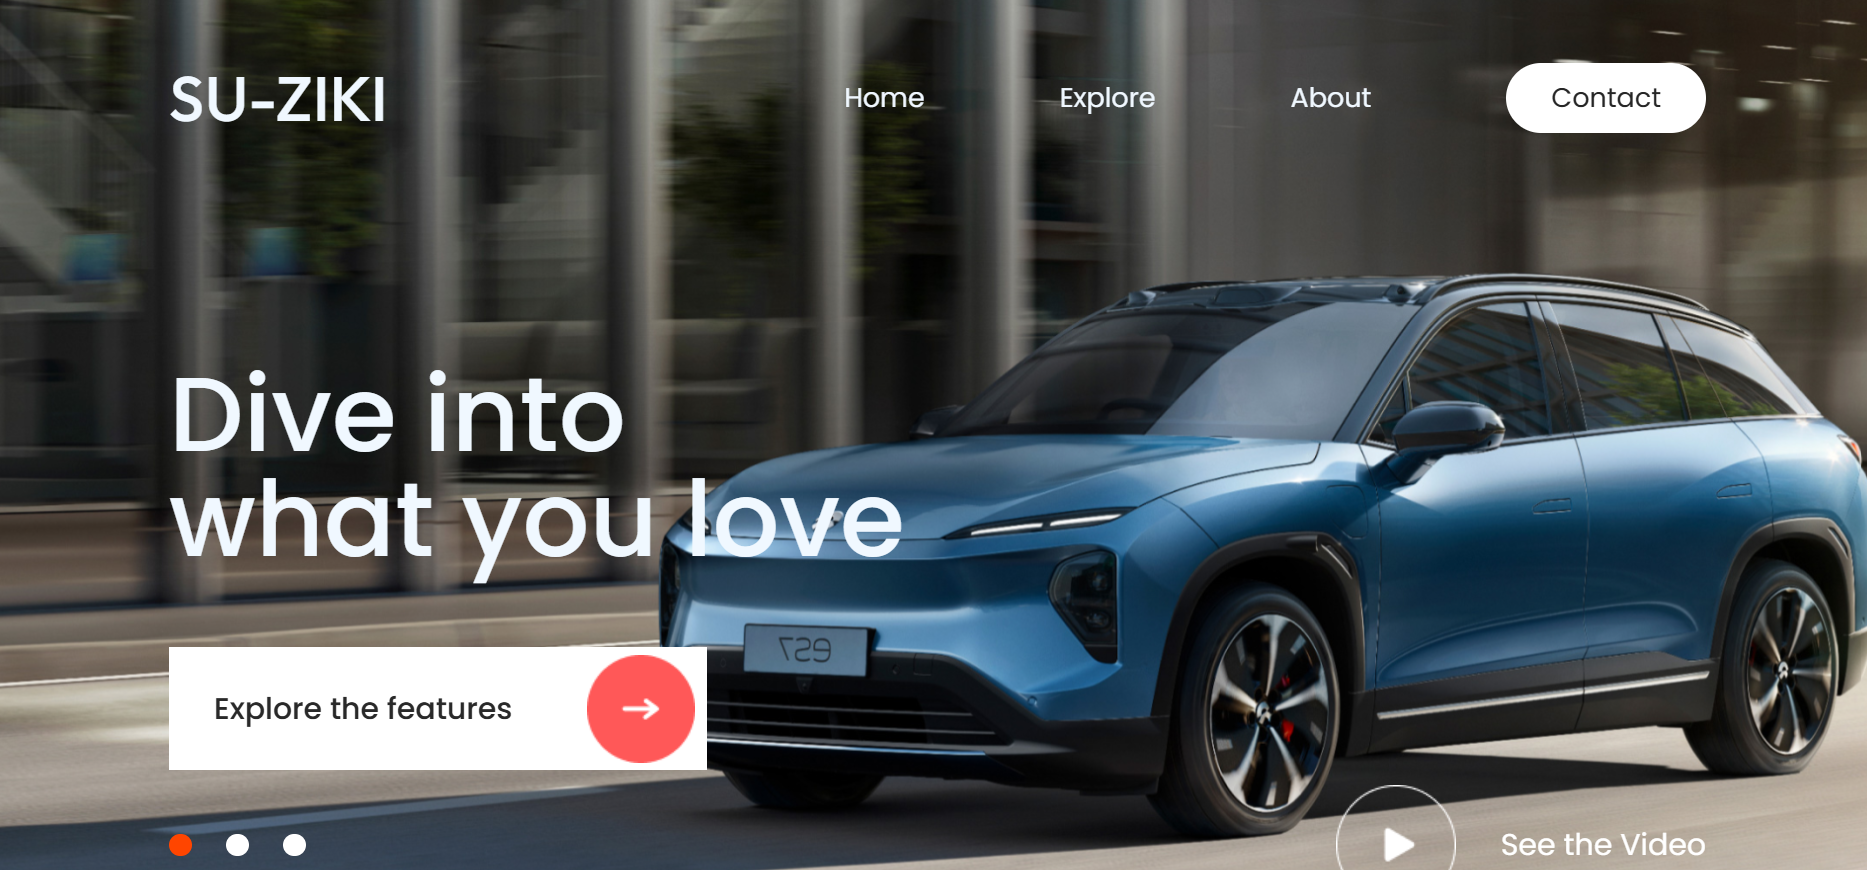 SU-ZIKI
Home
Explore
About
Contact
Dive into
what you love
ES7
Explore the features
See the Video